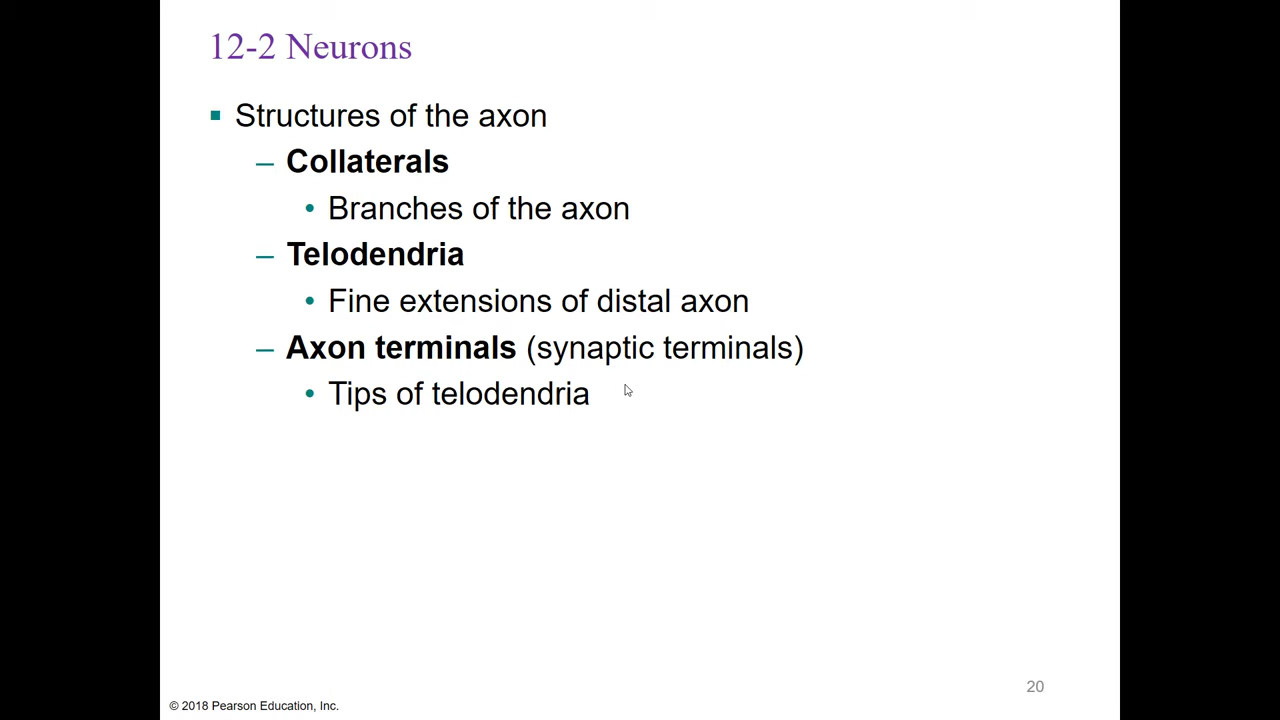 12-2 Neurons
▪ Structures of the axon
– Collaterals
• Branches of the axon
– Telodendria
• Fine extensions of distal axon
– Axon terminals (synaptic terminals)
• Tips of telodendria
20
© 2018 Pearson Education, Inc.